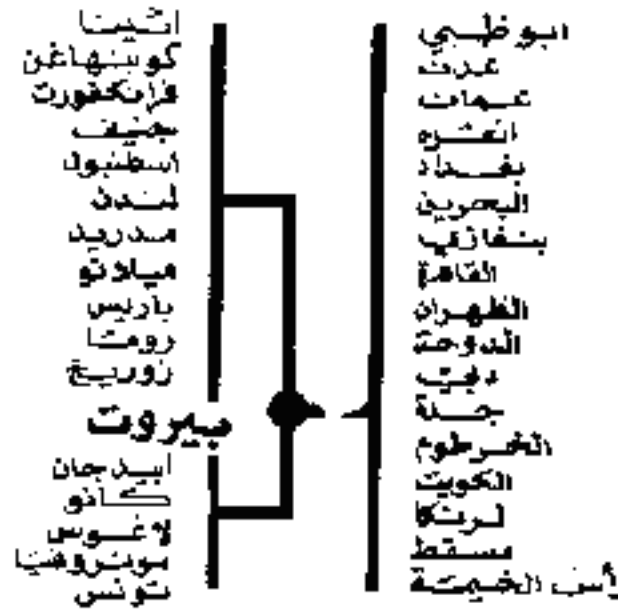 ابو ظبي
عدن
عمان
انقره
بغداد
البحرين
بنغازي
القاهرة
الظهران
الدوحة
دبي
جدة
الخرطوم
الكويت
لرنكا
مسقط
رأس الخيمة
اثينا
كوبنهاغن
فرانكفورت
جنيف
اسطنبول
لندن
مدريد
ميلانو
باريس
روما
زوريخ
بيروت
ابيدجان
كانو
لاغوس
مونروفيا
تونس